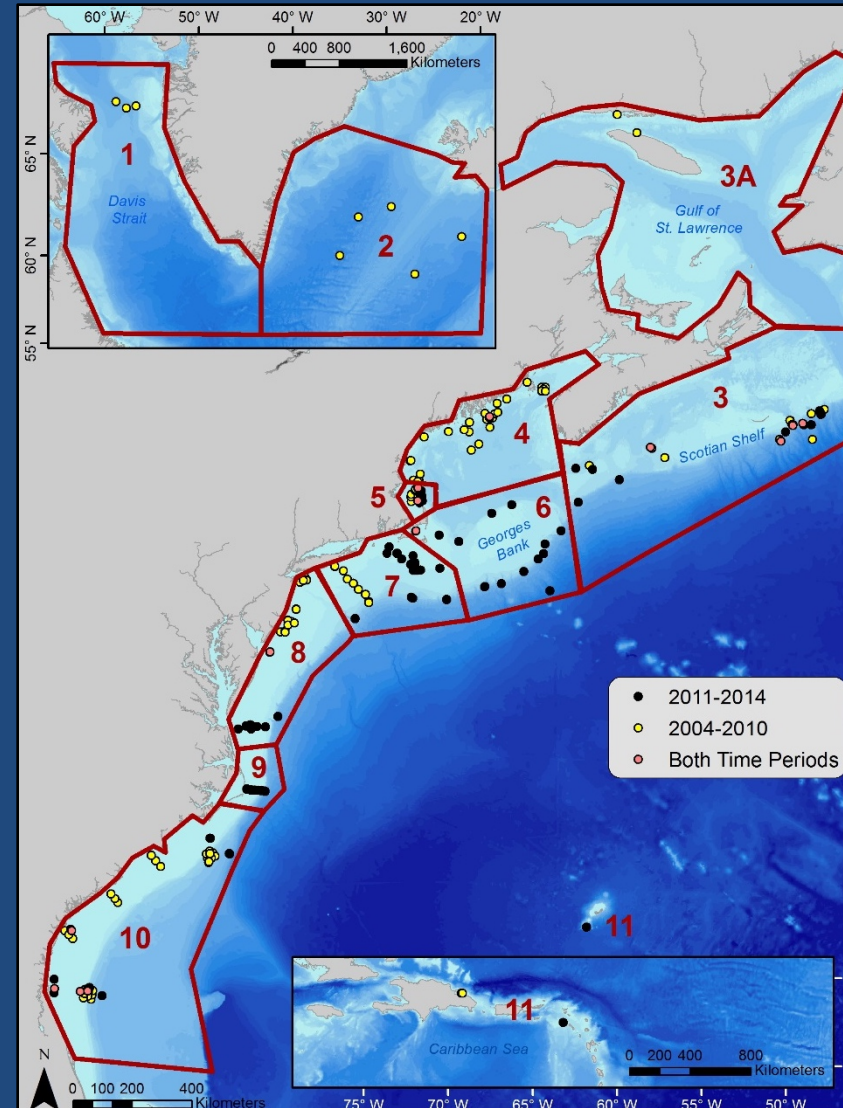 60° W 50° W 40° W 30° W 20° W
0 400 800 1,600
Kilometers
65° N
60° N
55° N
1
Davis
Strait
2
3A
Gulf of
St. Lawrence
3
Scotian Shelf
4
5
6
Georges
Bank
7
8
9
10
2011-2014
2004-2010
Both Time Periods
11
11
Caribbean Sea
0 200 400 800
Kilometers
N
0 100 200 400
Kilometers
75° W 70° W 65° W 60° W 55° W 50° W